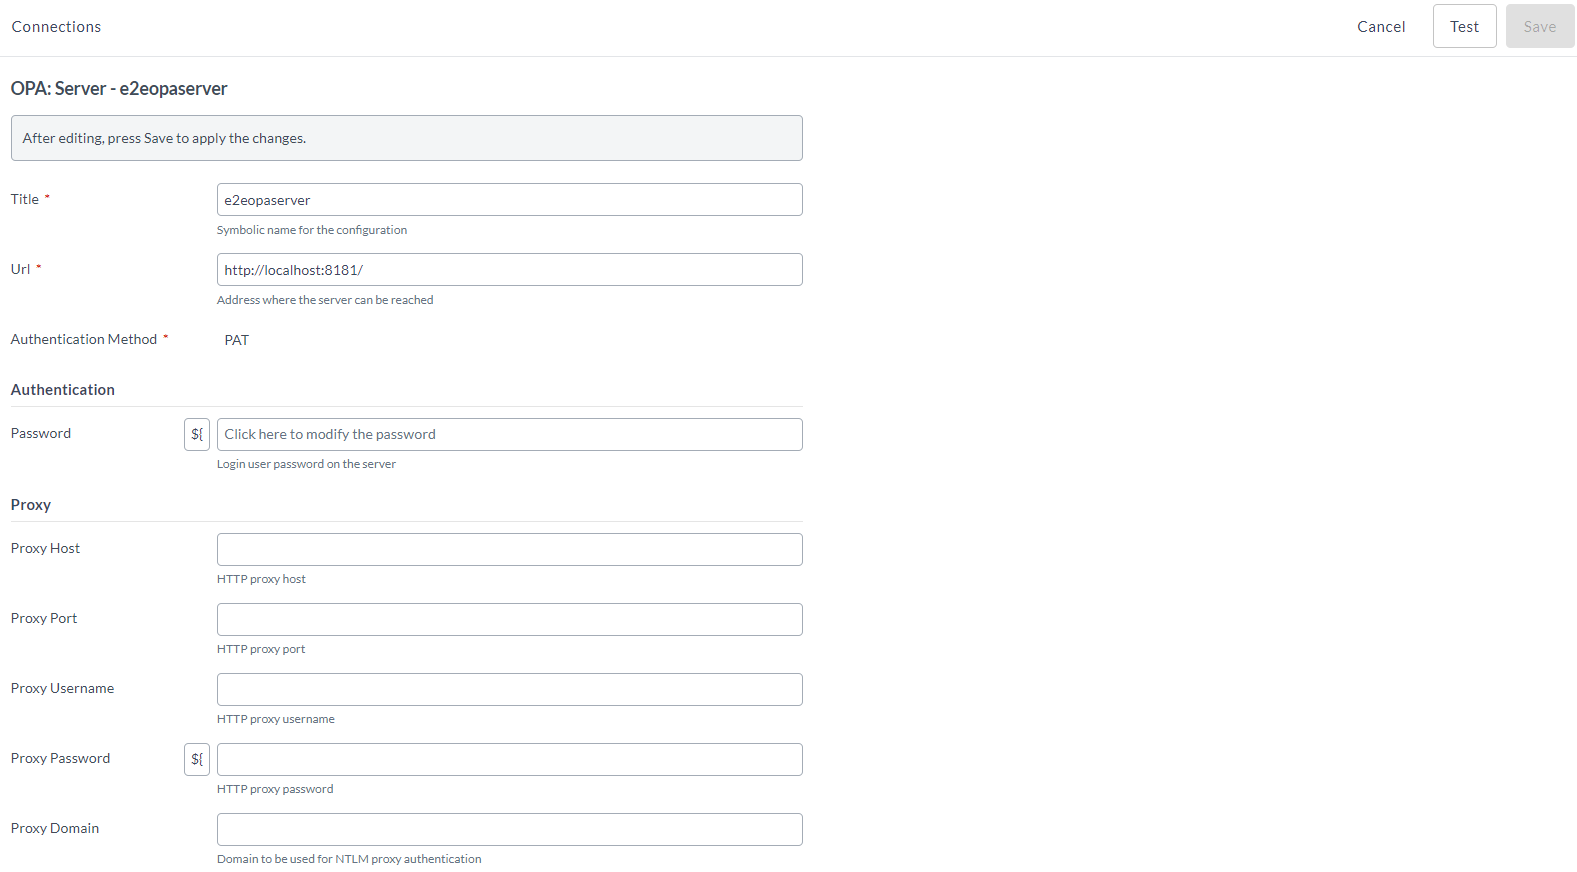 Connections
Cancel
Test
Save
OPA: Server - e2eopaserver
After editing, press Save to apply the changes.
Title *
e2eopaserver
Symbolic name for the configuration
Url *
http://localhost:8181/
Address where the server can be reached
Authentication Method *
PAT
Authentication
Password
${
Click here to modify the password
Login user password on the server
Proxy
Proxy Host
HTTP proxy host
Proxy Port
HTTP proxy port
Proxy Username
HTTP proxy username
Proxy Password
${
HTTP proxy password
Proxy Domain
Domain to be used for NTLM proxy authentication